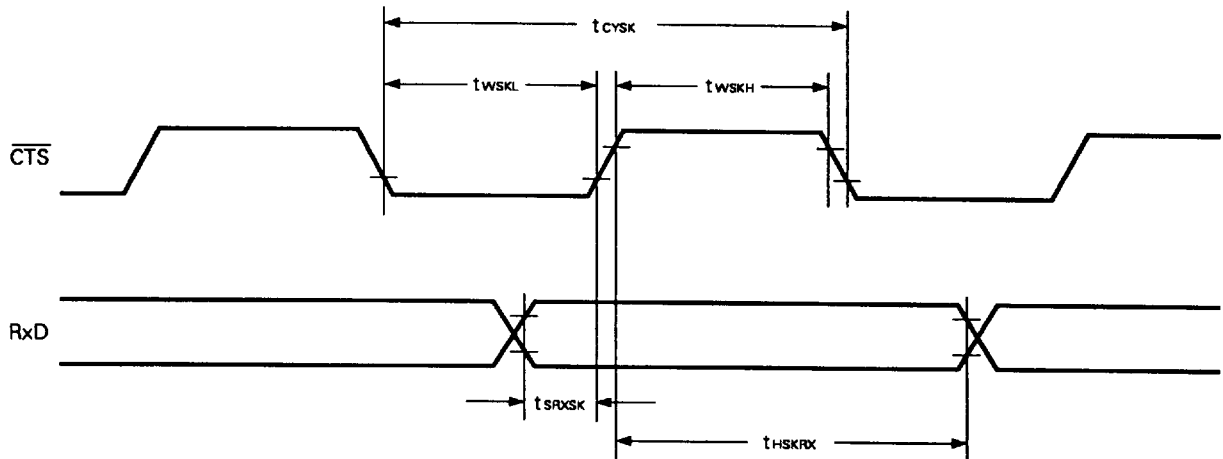 tCYSK
tWSKL
tWSKH
CTS
RxD
tSRXSK
tHSKRX